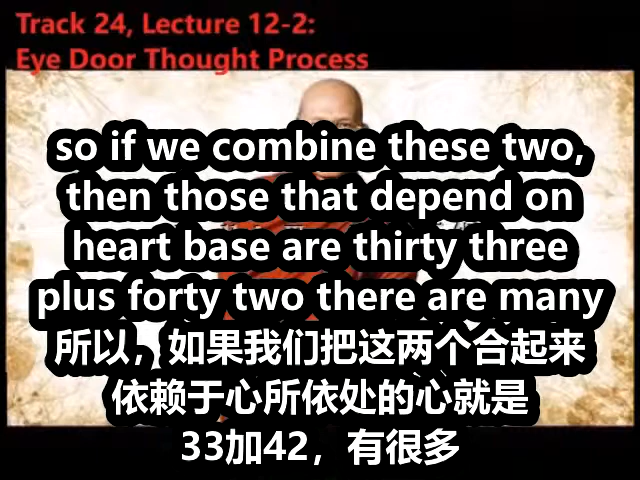 Track 24, Lecture 12-2:
Eye Door Thought Process
so if we combine these two,
then those that depend on
heart base are thirty three
plus forty two there are many
所以，如果我们把这两个合起来
依赖于心所依处的心就是
33加42，有很多